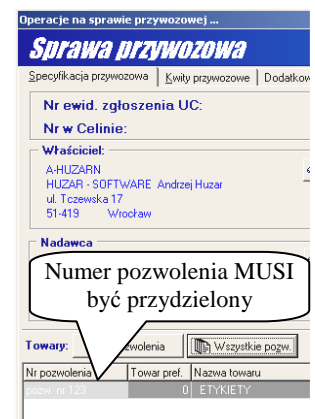 Operacje na sprawie przywozowej ...
Sprawa przywozowa
Specyfikacja przywozowa Kwity przywozowe Dodatkow
Nr ewid. zgłoszenia UC:
Nr w Celinie:
Właściciel:
A-HUZARN
HUZAR - SOFTWARE Andrzej Huzar
ul. Tczewska 17
51-419 Wrocław
Nadawca
Numer pozwolenia MUSI
być przydzielony
Towary: zwolenia Wszystkie pozw.
Nr pozwolenia Towar pref. Nazwa towaru
pozw. nr 123 0 ETYKIETY